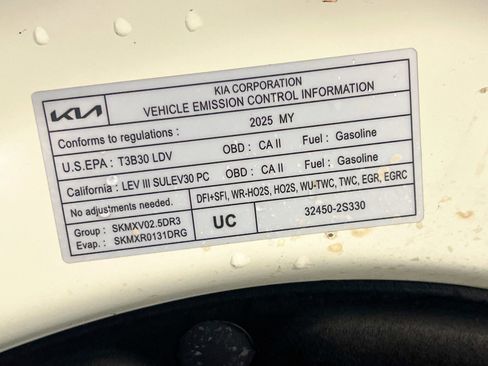 KIA
KIA CORPORATION
VEHICLE EMISSION CONTROL INFORMATION
Conforms to regulations : 2025 MY
U.S.EPA : T3B30 LDV OBD : CA II Fuel : Gasoline
California : LEV III SULEV30 PC OBD : CA II Fuel : Gasoline
No adjustments needed. DFI+SFI, WR-HO2S, HO2S, WU-TWC, TWC, EGR, EGRC
Group : SKMXV02.5DR3
Evap. : SKMXR0131DRG
UC
32450-2S330